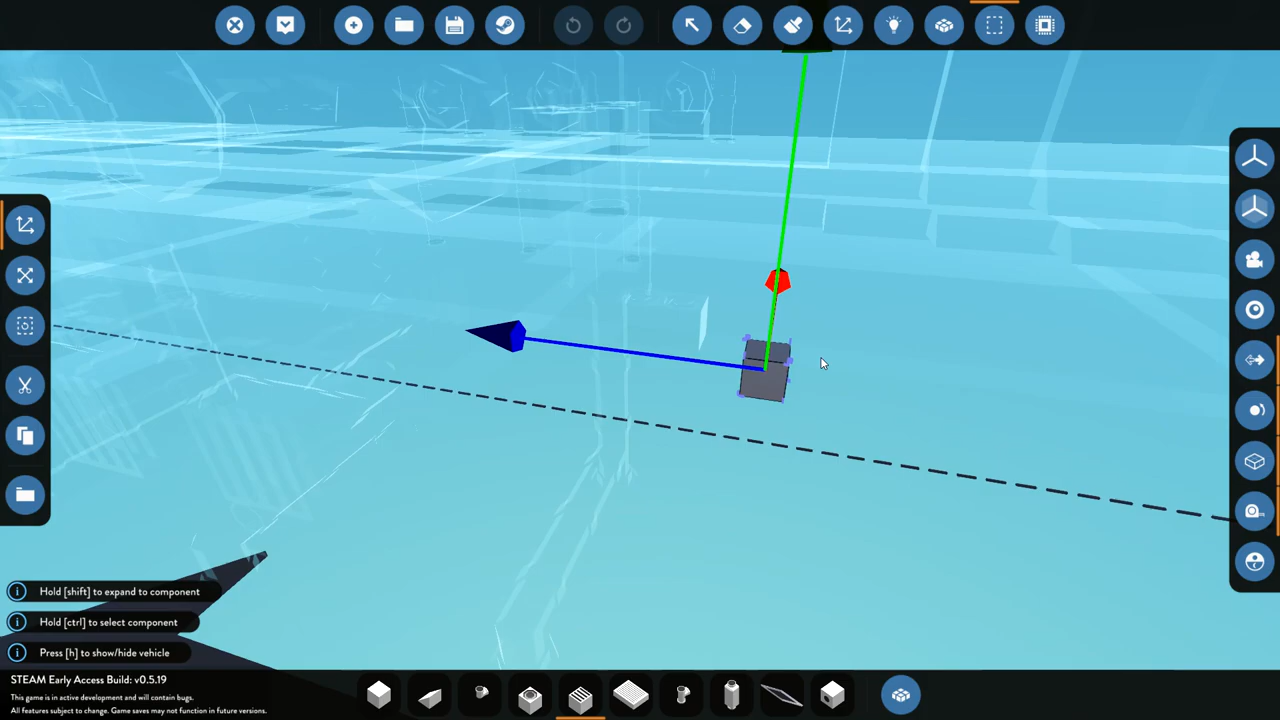 Hold [shift] to expand to component
Hold [ctrl] to select component
Press [h] to show/hide vehicle
STEAM Early Access Build: v0.5.19
This game is in active development and will contain bugs.
All features subject to change. Game saves may not function in future versions.